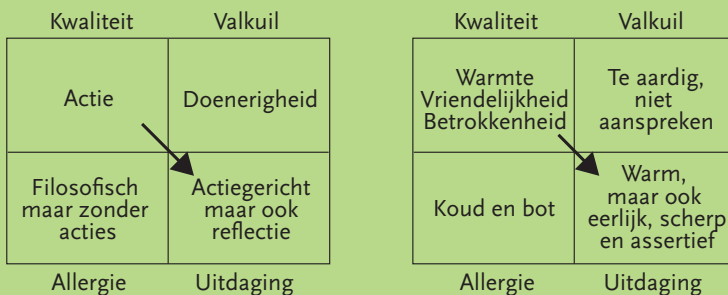 Kwaliteit Valkuil
Actie Doenerigheid
Filosofisch
maar zonder
acties
Actiegericht
maar ook
reflectie
Allergie Uitdaging
Kwaliteit Valkuil
Warmte
Vriendelijkheid
Betrokkenheid
Te aardig,
niet
aanspreken
Koud en bot
Warm,
maar ook
eerlijk, scherp
en assertief
Allergie Uitdaging